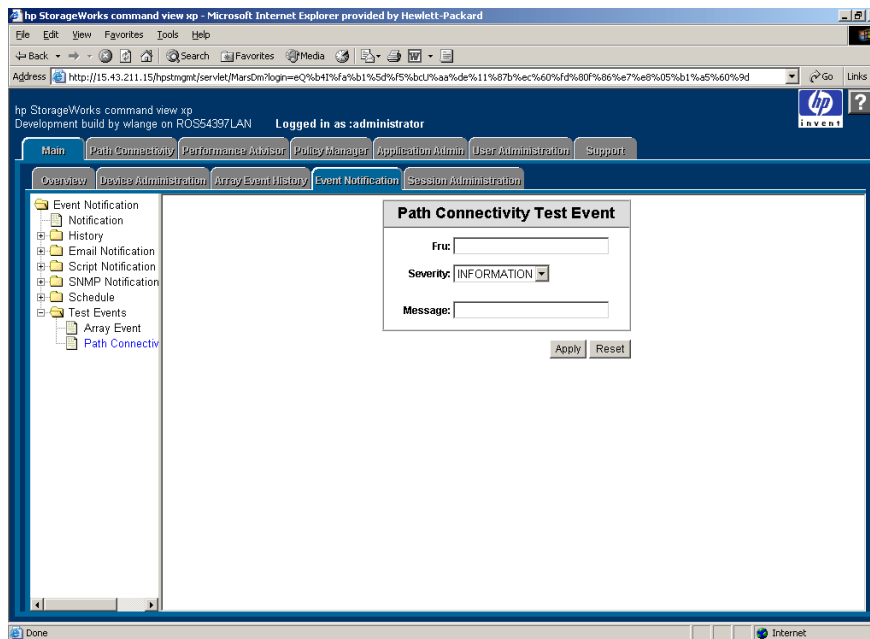 hp StorageWorks command view xp - Microsoft Internet Explorer provided by Hewlett-Packard
File Edit View Favorites Tools Help
Back Search Favorites Media
Address http://15.43.211.15/hpstmgmt/servlet/MarsDm?login=eQ%b4I%fa%b1%5d%f5%bcU%aa%de%11%87b%ec%60%fd%80f%86%e7%e8%05%b1%a5%60%9d Go Links
hp StorageWorks command view xp
Development build by wlange on ROS54397LAN Logged in as :administrator
hp
invent
?
Main Path Connectivity Performance Advisor Policy Manager Application Admin User Administration Support
Overview Device Administration Array Event History Event Notification Session Administration
Event Notification
Notification
History
Email Notification
Script Notification
SNMP Notification
Schedule
Test Events
Array Event
Path Connectiv
Path Connectivity Test Event
Fru:
Severity: INFORMATION
Message:
Apply Reset
Done Internet